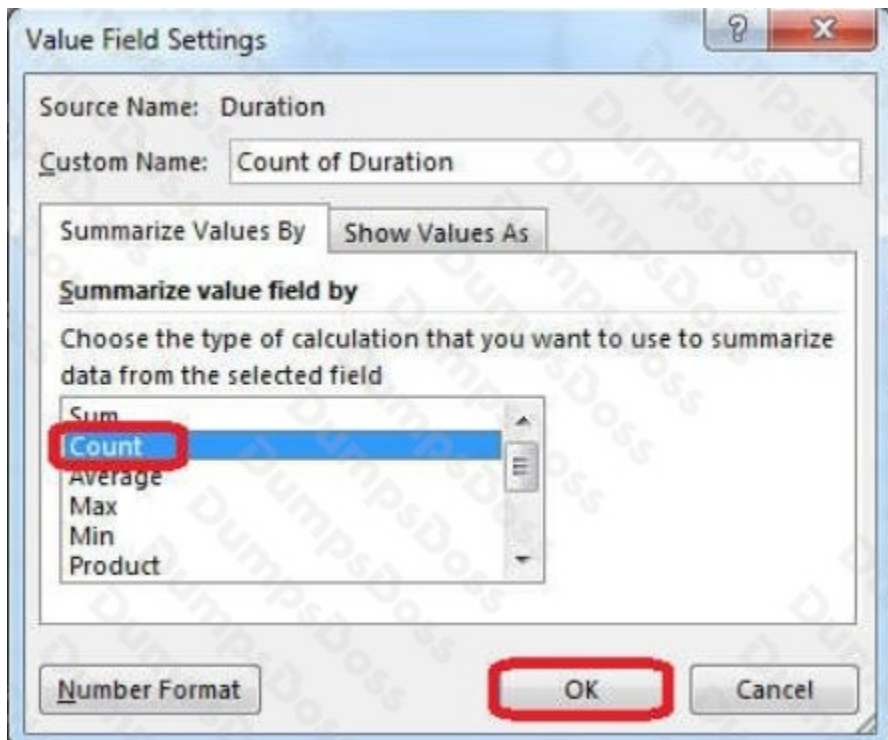 Value Field Settings
?
X
Source Name: Duration
Custom Name: Count of Duration
Summarize Values By
Show Values As
Summarize value field by
Choose the type of calculation that you want to use to summarize
data from the selected field
Sum
Count
Average
Max
Min
Product
Number Format
OK
Cancel
DumpsDoss